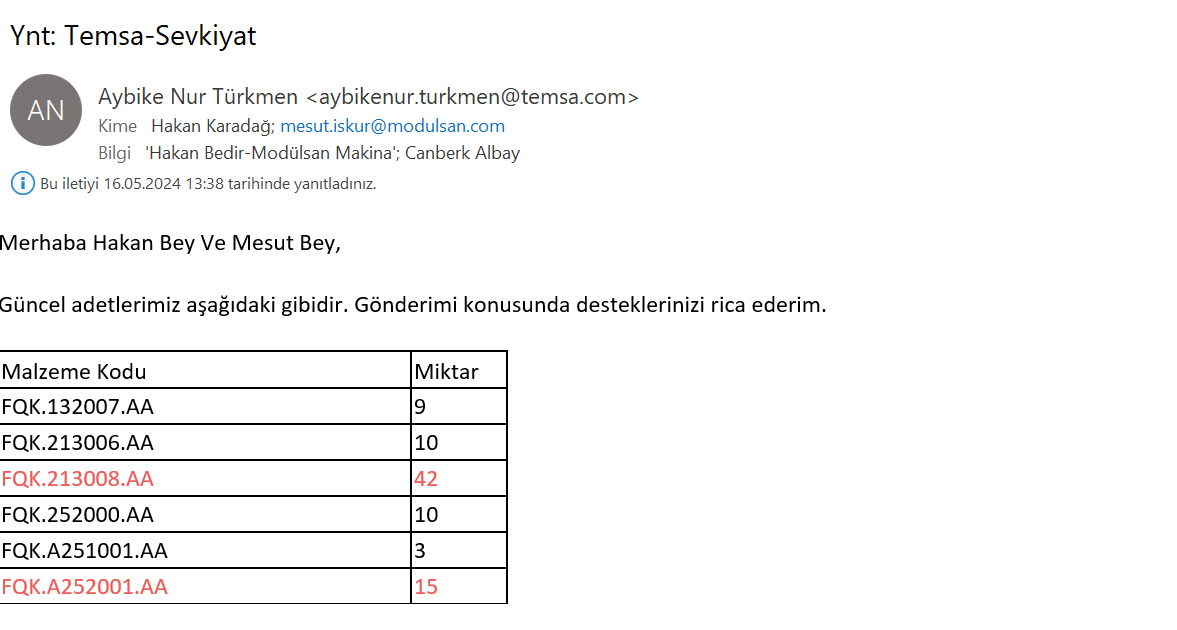 Ynt: Temsa-Sevkiyat
AN
Aybike Nur Türkmen <aybikenur.turkmen@temsa.com>
Kime Hakan Karadağ; mesut.iskur@modulsan.com
Bilgi 'Hakan Bedir-Modülsan Makina'; Canberk Albay
Bu iletiyi 16.05.2024 13:38 tarihinde yanıtladınız.
Merhaba Hakan Bey Ve Mesut Bey,
Güncel adetlerimiz aşağıdaki gibidir. Gönderimi konusunda desteklerinizi rica ederim.
Malzeme Kodu Miktar
FQK.132007.AA 9
FQK.213006.AA 10
FQK.213008.AA 42
FQK.252000.AA 10
FQK.A251001.AA 3
FQK.A252001.AA 15